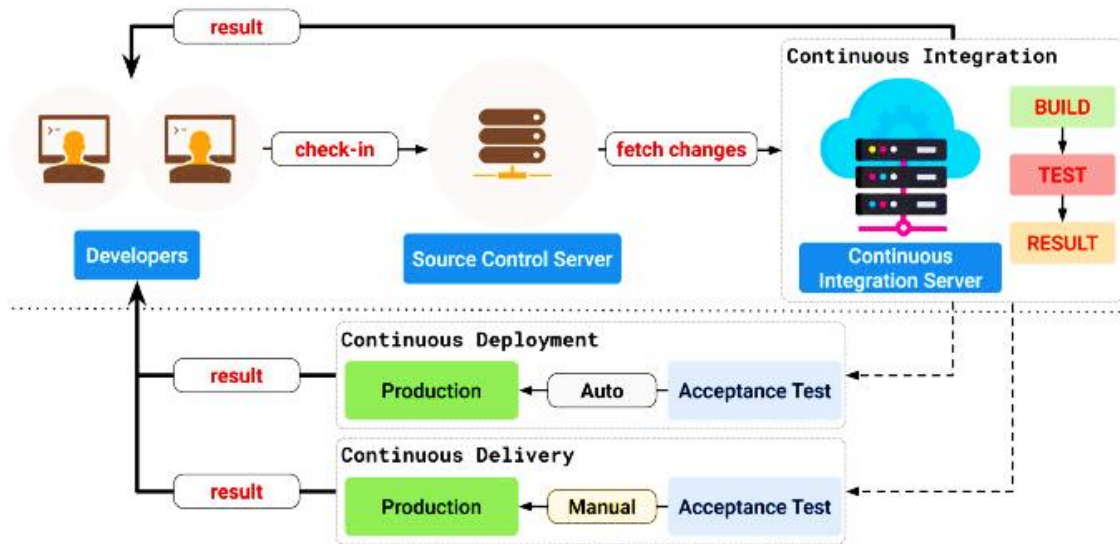 result
Continuous Integration
>-
>-
check-in
fetch changes
BUILD
TEST
RESULT
Developers
Source Control Server
Continuous
Integration Server
Continuous Deployment
result
Production
Auto
Acceptance Test
Continuous Delivery
result
Production
Manual
Acceptance Test